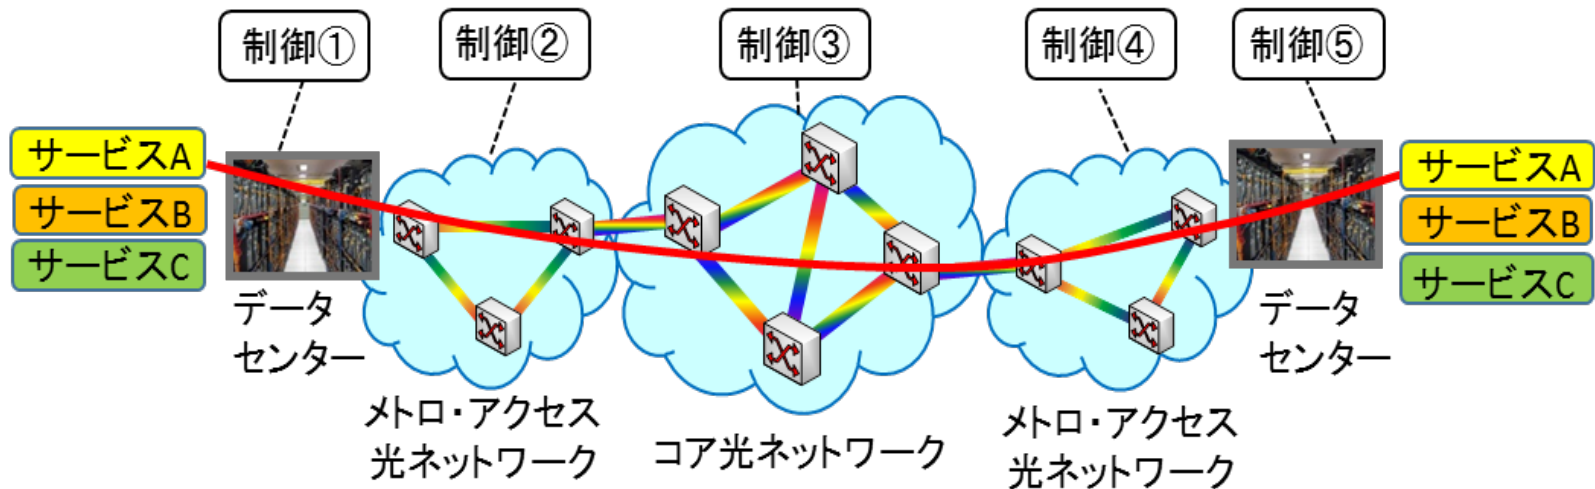 制御①
制御②
制御③
制御④
制御⑤
サービスA
サービスB
サービスC
サービスA
サービスB
サービスC
データ
センター
メトロ・アクセス
光ネットワーク
コア光ネットワーク
メトロ・アクセス
光ネットワーク
データ
センター